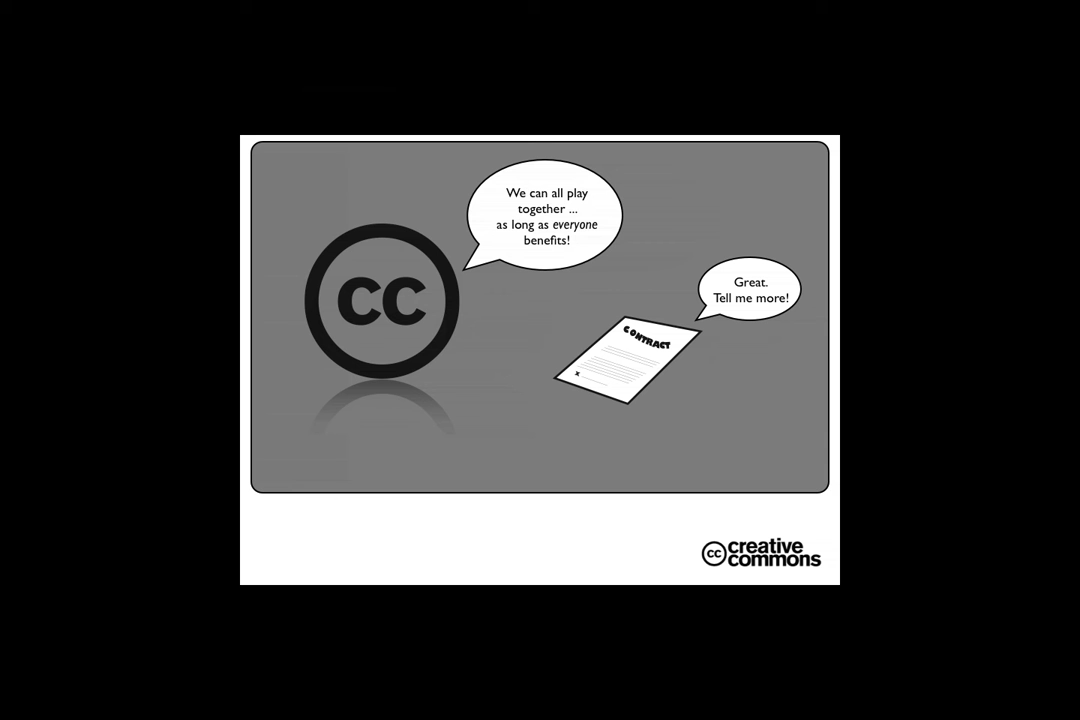 We can all play
together ...
as long as everyone
benefits!
Great.
Tell me more!
cc
CONTRACT
x
cc creative
commons